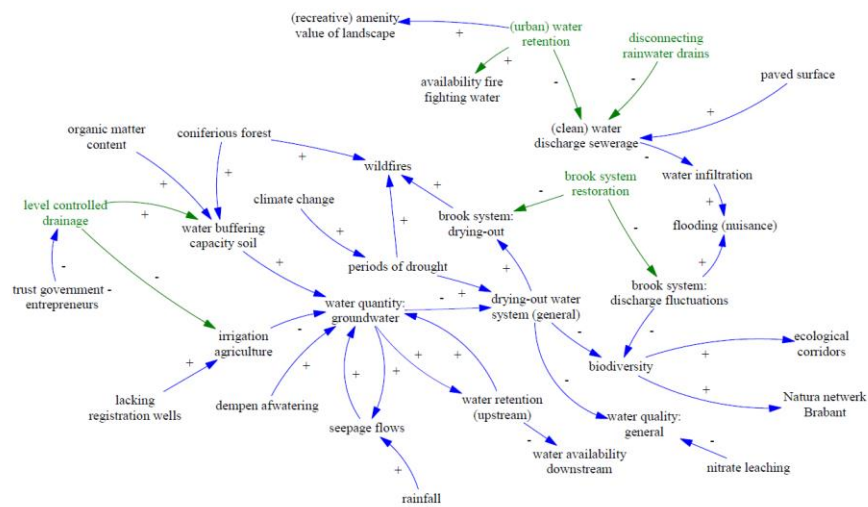 (recreative) amenity
value of landscape
+
(urban) water
retention
disconnecting
rainwater drains
+
availability fire
fighting water
-
-
paved surface
+
organic matter
content
coniferious forest
(clean) water
discharge sewerage
-
+
+
+
wildfires
water infiltration
climate change
brook system
restoration
-
+
level controlled
drainage
+
water buffering
capacity soil
+
+
+
brook system:
drying-out
-
flooding (nuisance)
-
trust government -
entrepreneurs
-
+
periods of drought
+
+
brook system:
discharge fluctuations
+
water quantity:
groundwater
-
+
drying-out water
system (general)
-
-
irrigation
agriculture
-
+
ecological
corridors
+
biodiversity
+
+
+
+
+
-
+
lacking
registration wells
dempen afwatering
water retention
(upstream)
water quality:
general
Natura netwerk
Brabant
seepage flows
-
water availability
downstream
-
nitrate leaching
+
rainfall